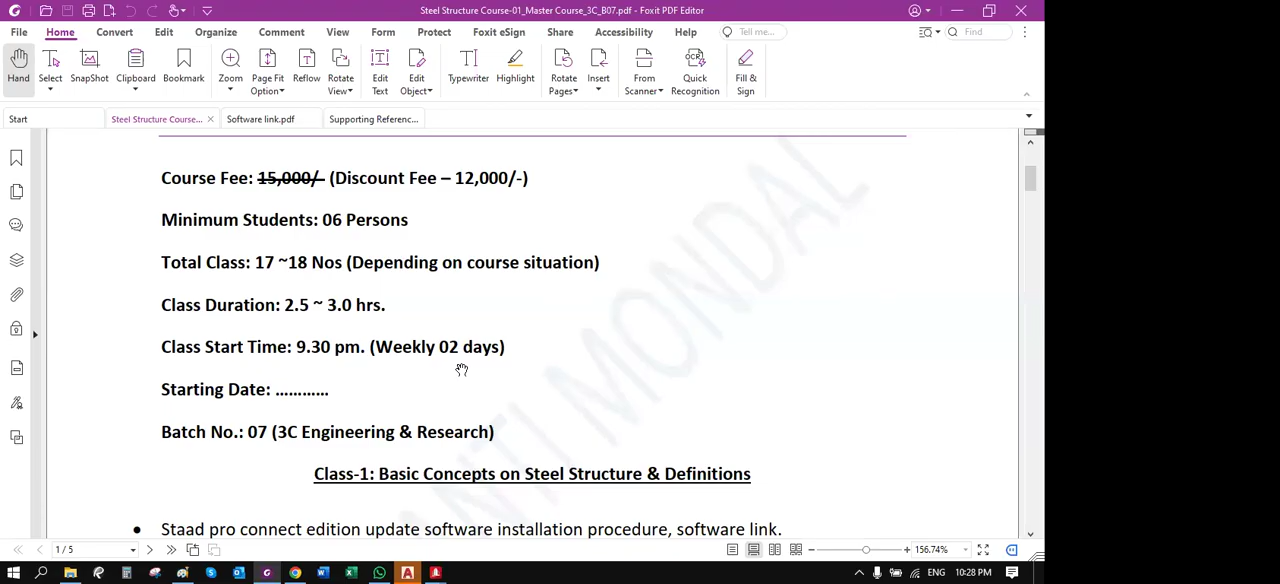 Steel Structure Course-01_Master Course_3C_B07.pdf - Foxit PDF Editor
File Home Convert Edit Organize Comment View Form Protect Foxit eSign Share Accessibility Help Tell me... Find
Hand Select SnapShot Clipboard Bookmark Zoom Page Fit Option Reflow Rotate View Edit Text Edit Object Typewriter Highlight Rotate Pages Insert From Scanner OCR Quick Recognition Fill & Sign
Start Steel Structure Course... Software link.pdf Supporting Referenc...
Course Fee: 15,000/- (Discount Fee – 12,000/-)
Minimum Students: 06 Persons
Total Class: 17 ~18 Nos (Depending on course situation)
Class Duration: 2.5 ~ 3.0 hrs.
Class Start Time: 9.30 pm. (Weekly 02 days)
Starting Date: …………
Batch No.: 07 (3C Engineering & Research)
Class-1: Basic Concepts on Steel Structure & Definitions
• Staad pro connect edition update software installation procedure, software link.
ANTI MONDAL
1 / 5 156.74%
ENG 10:28 PM